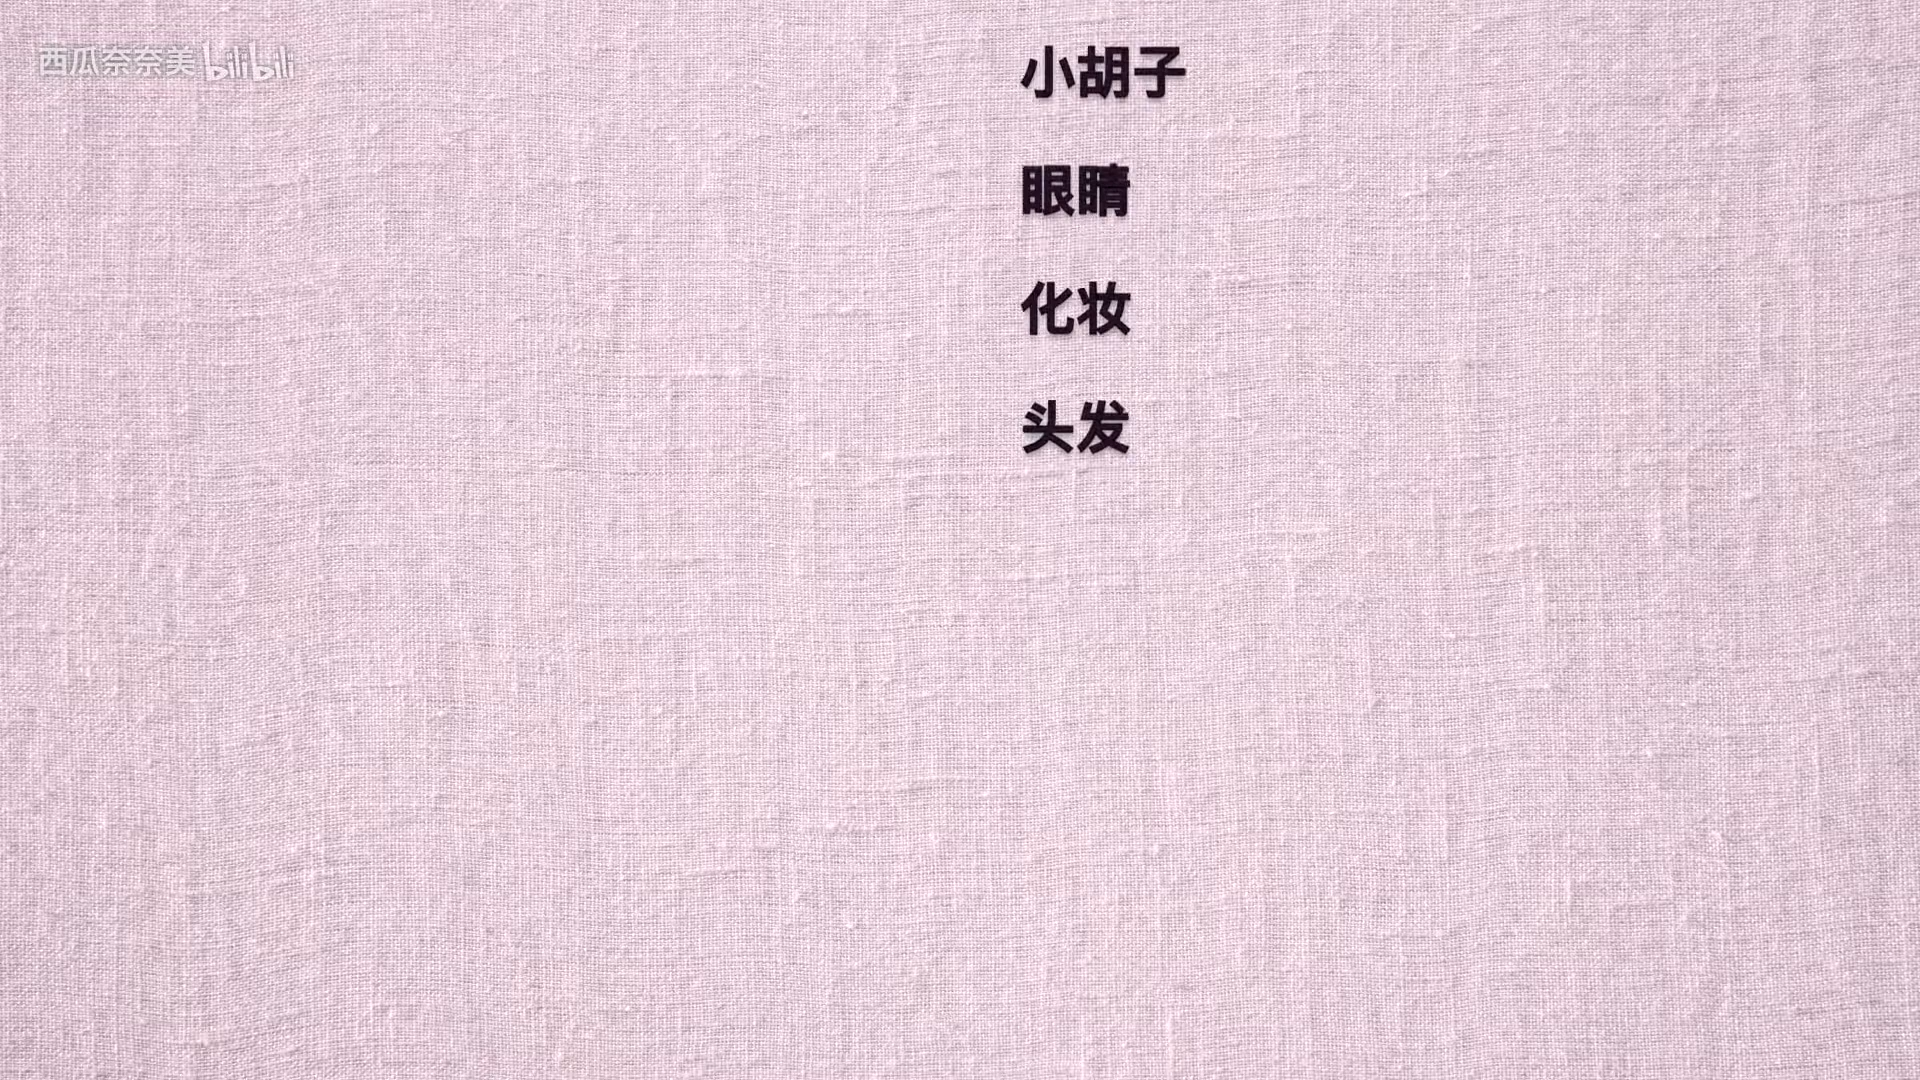 西瓜奈奈美 bilibili
小胡子
眼睛
化妆
头发